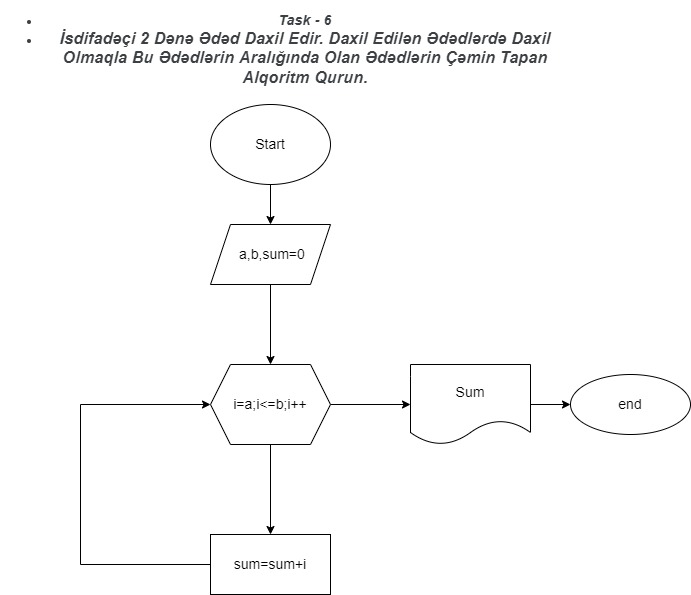 Task - 6
İsdifadəçi 2 Dənə Ədəd Daxil Edir. Daxil Edilən Ədədlərdə Daxil
Olmaqla Bu Ədədlərin Aralığında Olan Ədədlərin Çəmin Tapan
Alqoritm Qurun.
Start
a,b,sum=0
i=a;i<=b;i++
Sum
end
sum=sum+i